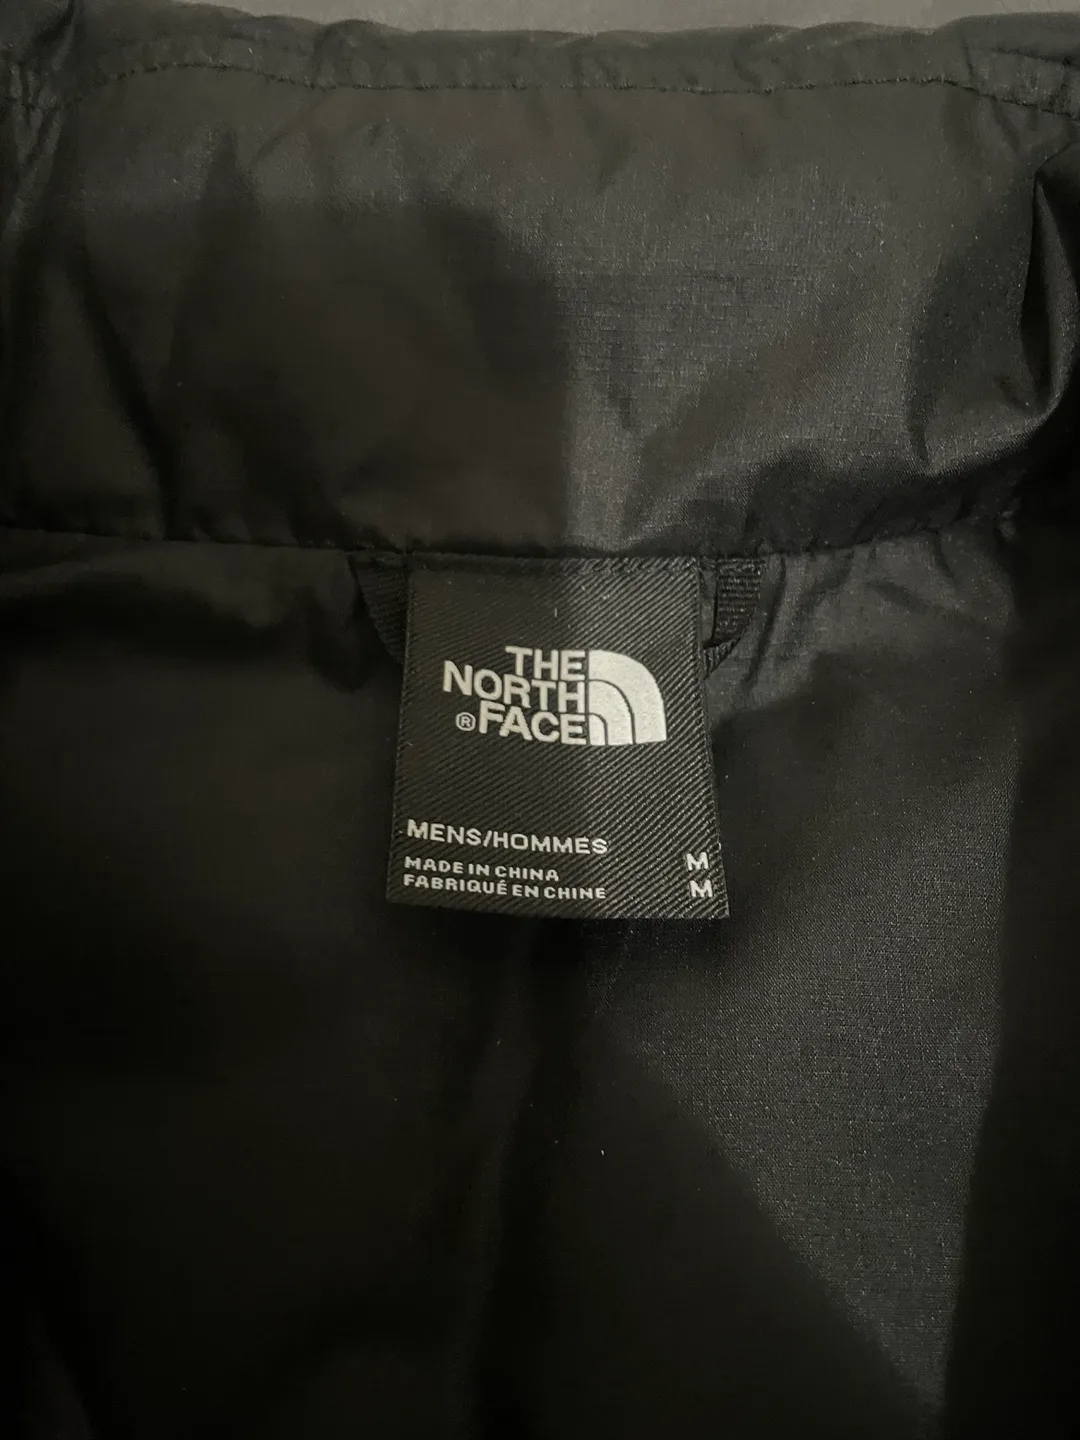 THE
NORTH
®FACE
MENS/HOMMES
MADE IN CHINA M
FABRIQUÉ EN CHINE M